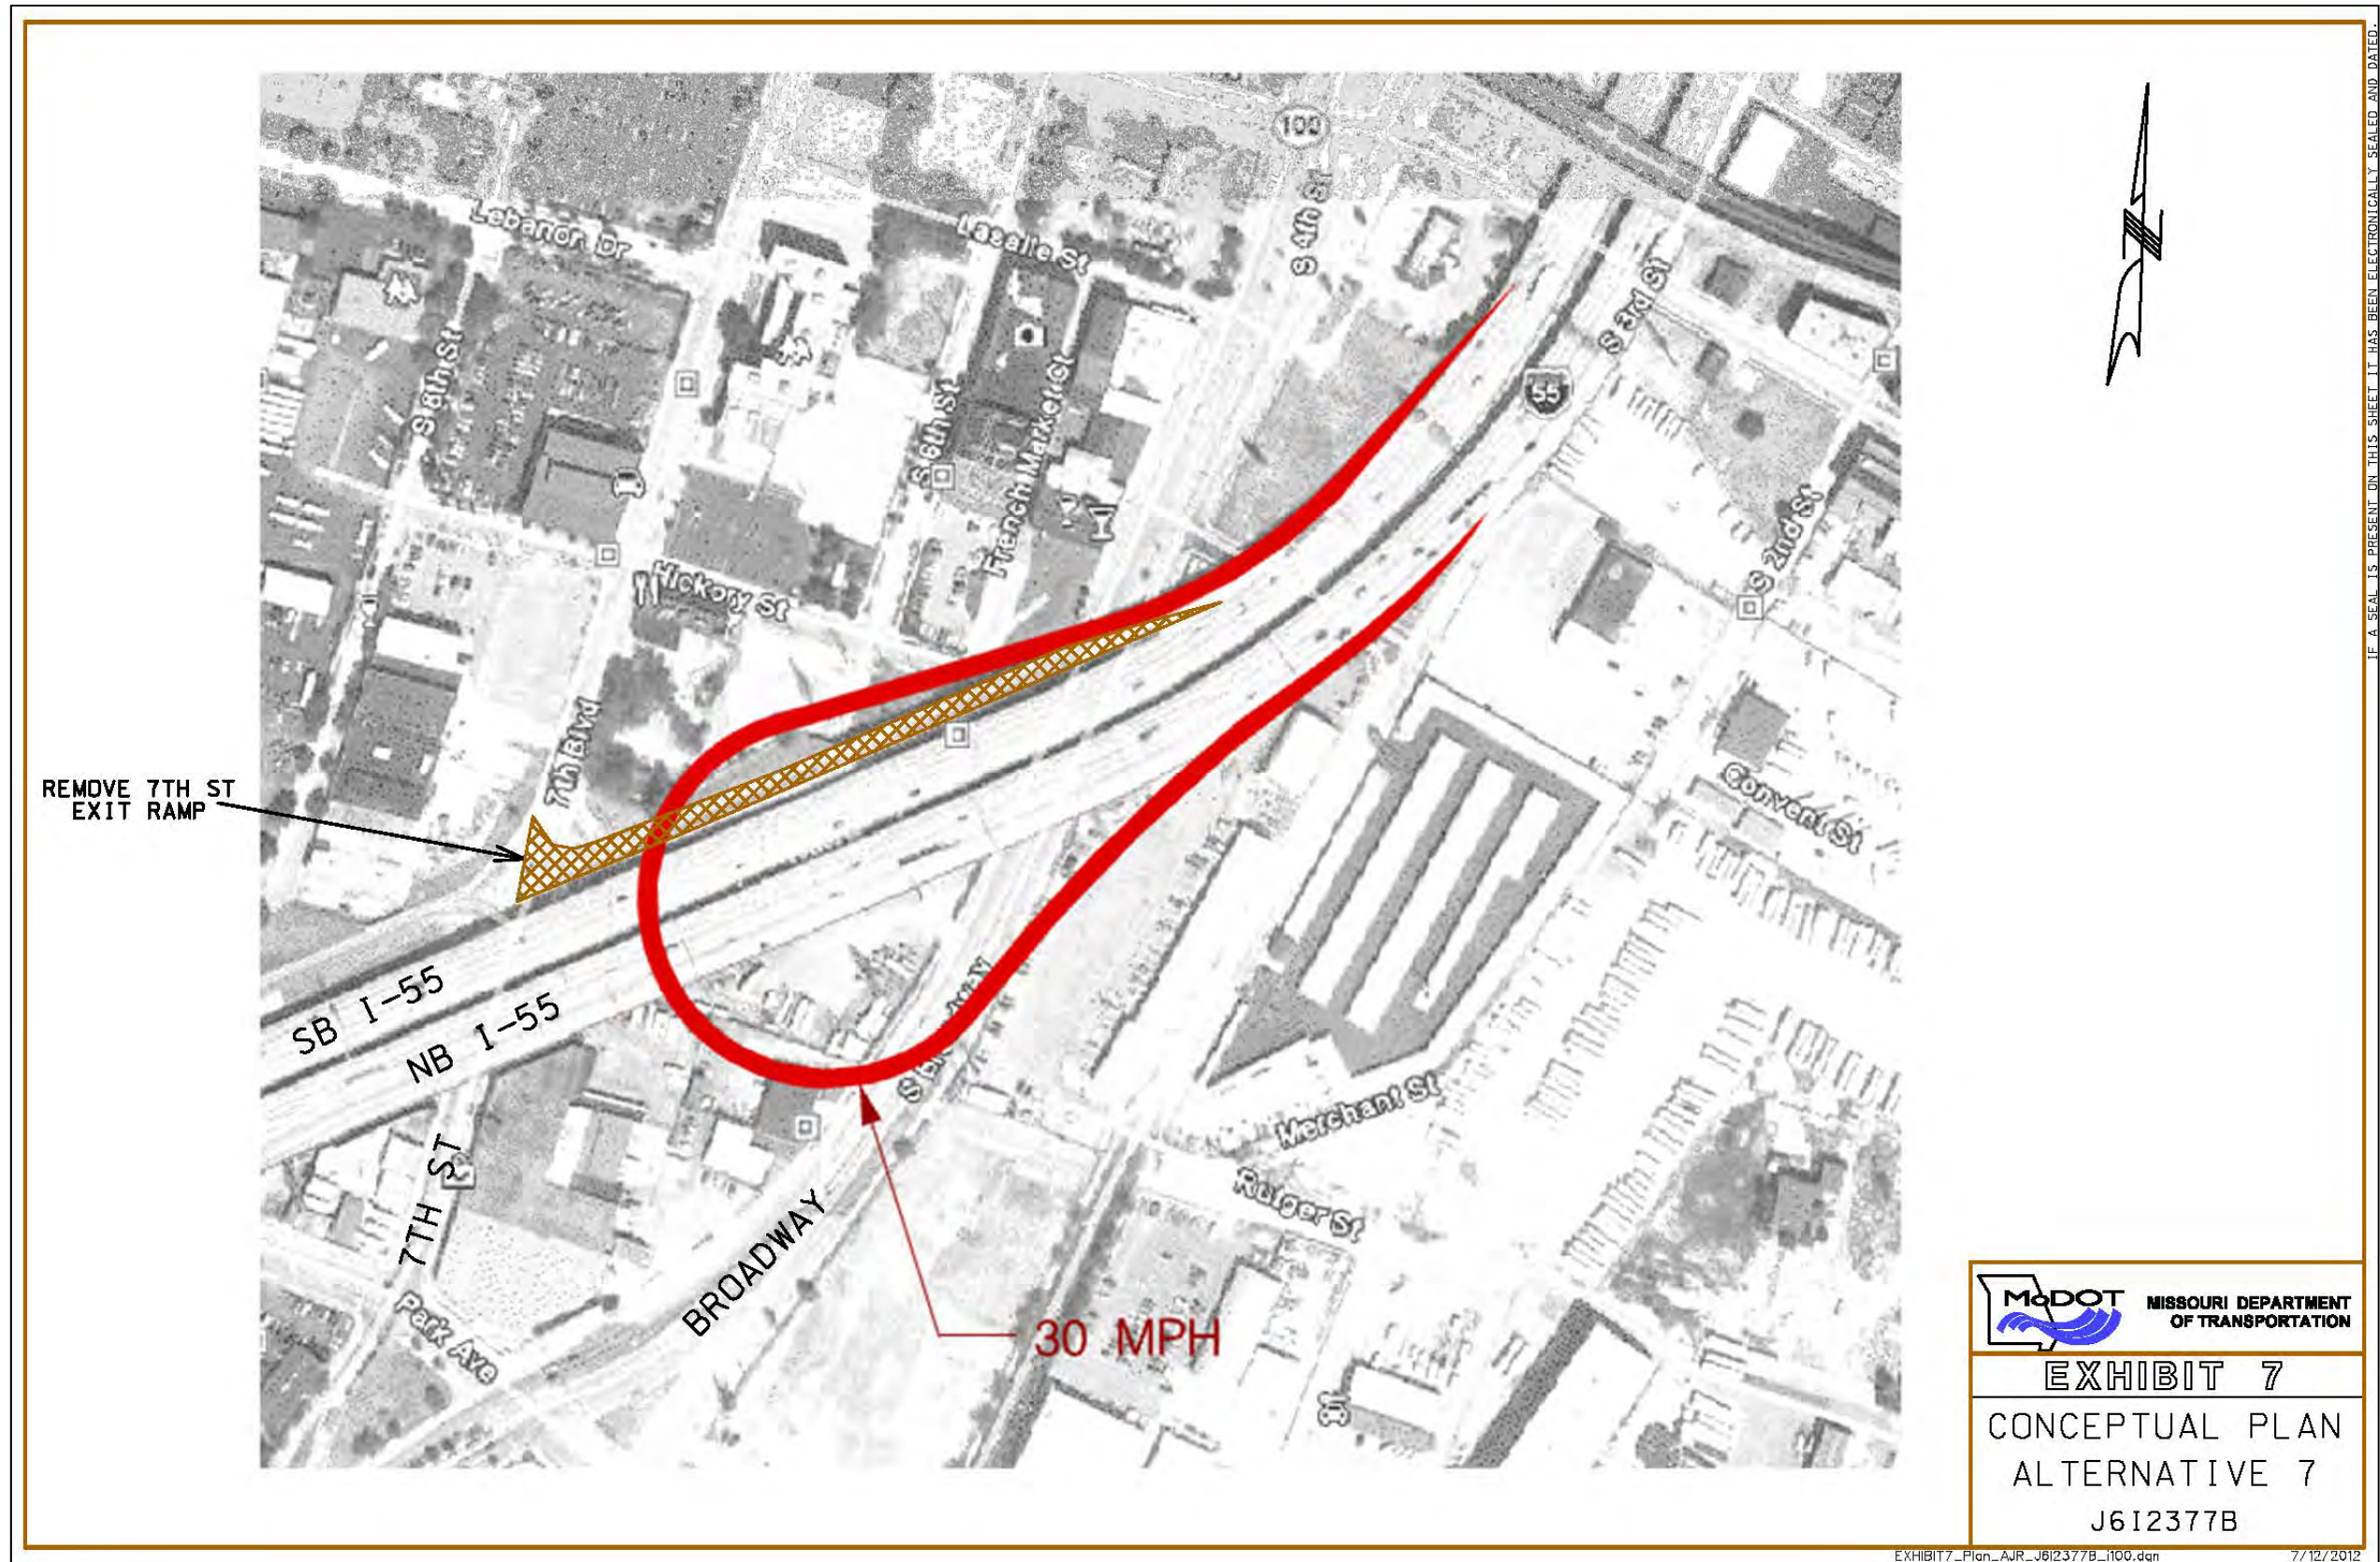 IF A SEAL IS PRESENT ON THIS SHEET IT HAS BEEN ELECTRONICALLY SEALED AND DATED.
100
Lebanon Dr
Lasalle St
S 4th St
S 3rd St
S 8th St
S 6th St
French Market Ct
55
S 2nd St
Hickory St
7th Blvd
REMOVE 7TH ST
EXIT RAMP
Convent St
SB I-55
NB I-55
Merchant St
7TH ST
BROADWAY
Rutger St
Park Ave
30 MPH
MoDOT
MISSOURI DEPARTMENT
OF TRANSPORTATION
EXHIBIT 7
CONCEPTUAL PLAN
ALTERNATIVE 7
J6I2377B
EXHIBIT7_Plan_AJR_J6I2377B_i100.dgn
7/12/2012